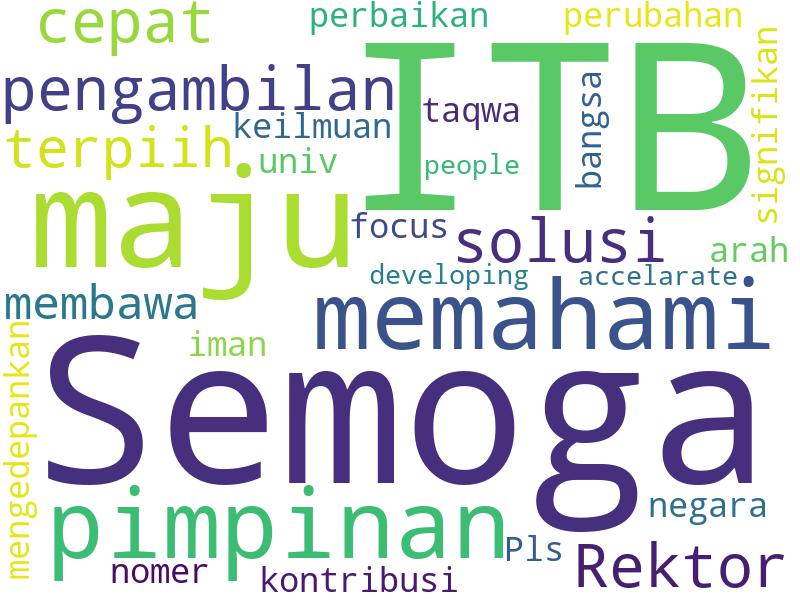 cepat
perbaikan
perubahan
ITB
pengambilan
keilmuan
taqwa
bangsa
signifikan
terpiih
univ
people
maju
focus
solusi
arah
developing
accelarate
membawa
memahami
iman
mengedepankan
Semoga
pimpinan
negara
Pls
Rektor
nomer
kontribusi